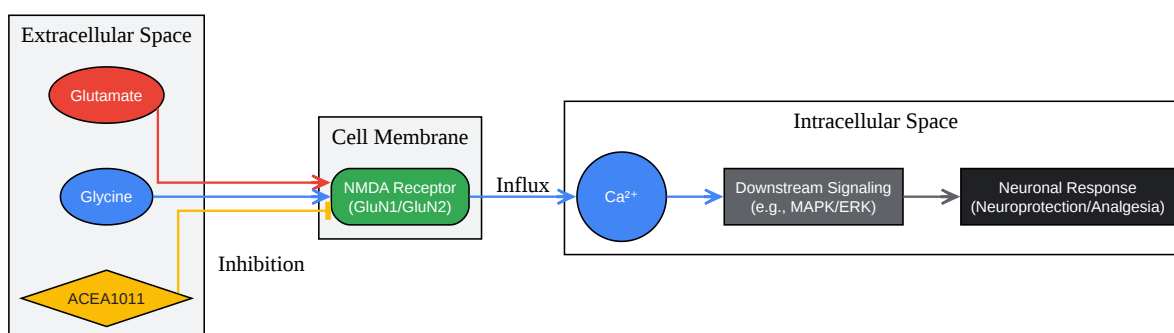 Extracellular Space
Glutamate
Glycine
ACEA1011
Inhibition
Cell Membrane
NMDA Receptor
(GluN1/GluN2)
Influx
Intracellular Space
Ca²⁺
Downstream Signaling
(e.g., MAPK/ERK)
Neuronal Response
(Neuroprotection/Analgesia)